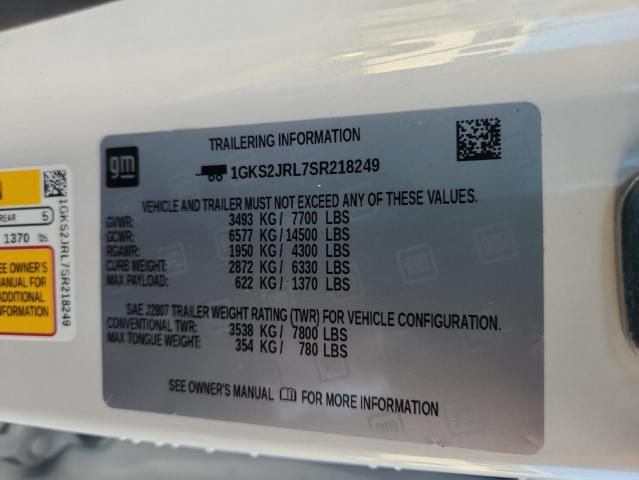 TRAILERING INFORMATION
gm
1GKS2JRL7SR218249
VEHICLE AND TRAILER MUST NOT EXCEED ANY OF THESE VALUES.
GVWR: 3493 KG/ 7700 LBS
GCWR: 6577 KG/14500 LBS
RGAWR: 1950 KG/ 4300 LBS
CURB WEIGHT: 2872 KG/ 6330 LBS
MAX PAYLOAD: 622 KG/ 1370 LBS
SAE J2807 TRAILER WEIGHT RATING (TWR) FOR VEHICLE CONFIGURATION.
CONVENTIONAL TWR: 3538 KG/ 7800 LBS
MAX TONGUE WEIGHT: 354 KG/ 780 LBS
SEE OWNER'S MANUAL FOR MORE INFORMATION
N
REAR 5
1370 lbs
EE OWNER'S
MANUAL FOR
ADDITIONAL
NFORMATION
1GKS2JRL7SR218249